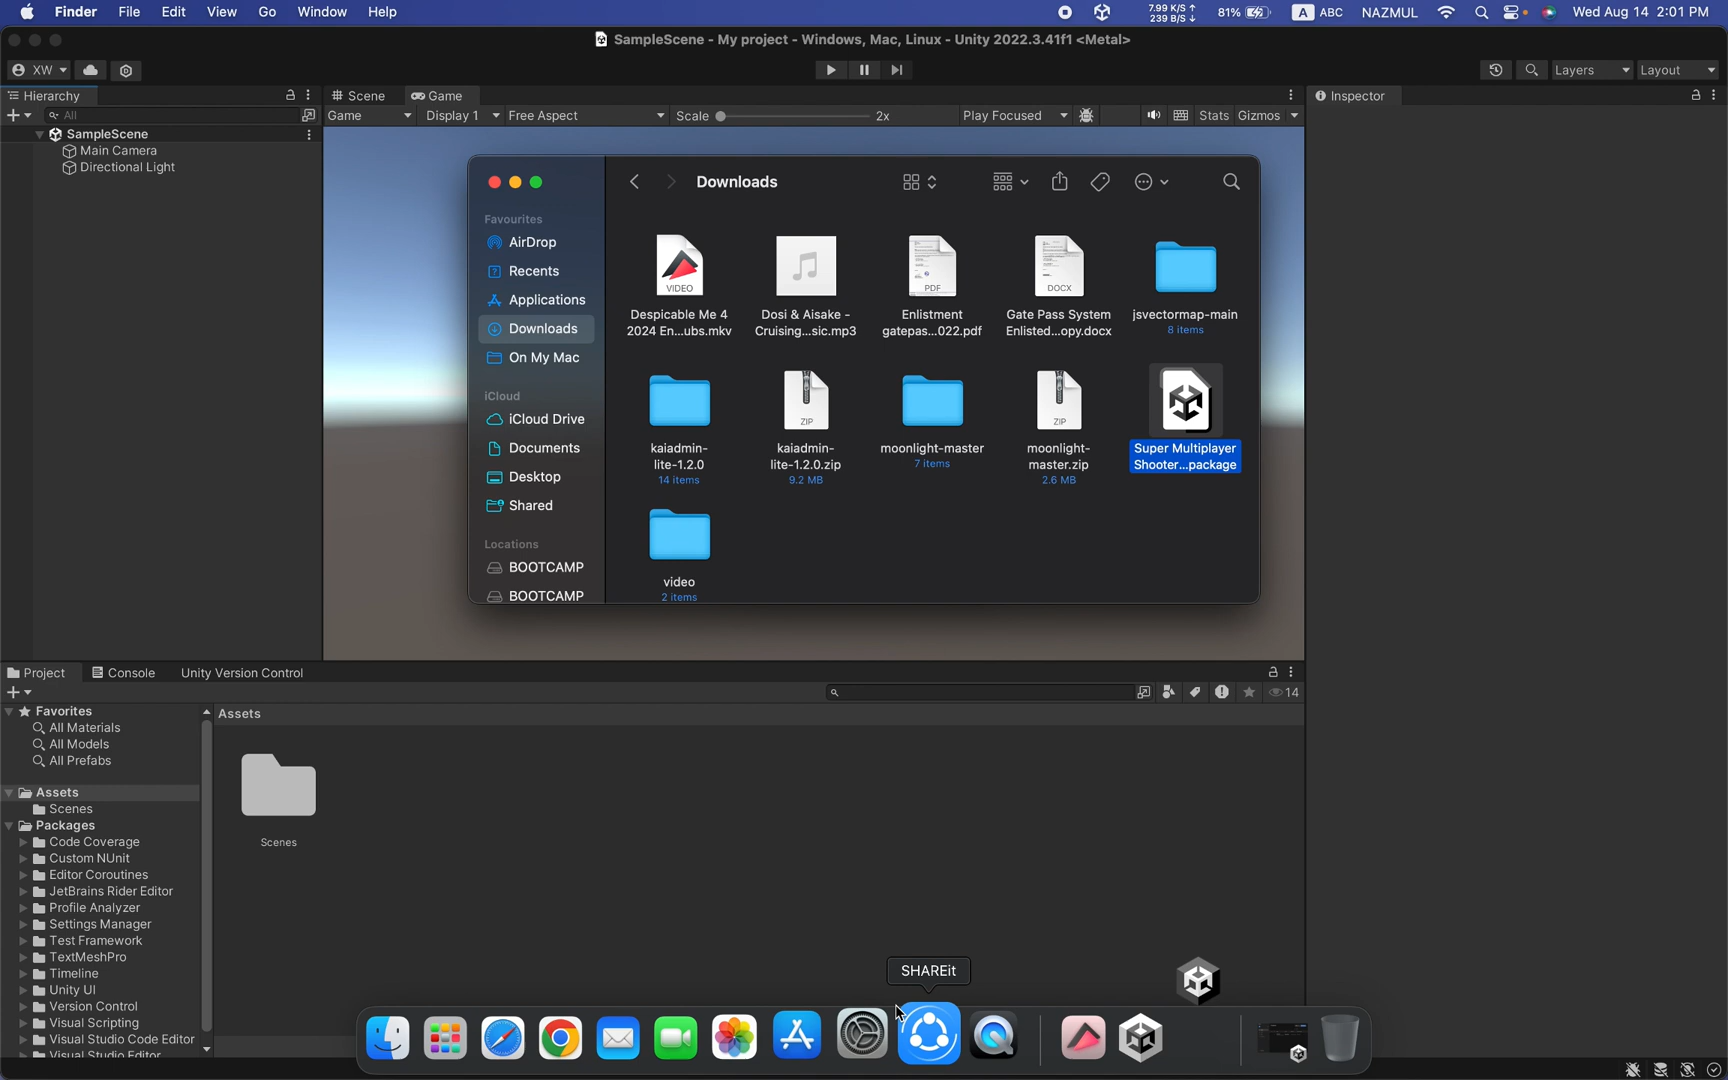 Finder File Edit View Go Window Help
7.99 K/s ↑
239 B/s ↓
81% A ABC NAZMUL Wed Aug 14 2:01 PM
SampleScene - My project - Windows, Mac, Linux - Unity 2022.3.41f1 <Metal>
XW
Layers Layout
Hierarchy
Scene Game
Inspector
All
Game Display 1 Free Aspect Scale 2x Play Focused Stats Gizmos
SampleScene
Main Camera
Directional Light
Downloads
Favourites
AirDrop
Recents
Applications
Downloads
On My Mac
iCloud
iCloud Drive
Documents
Desktop
Shared
Locations
BOOTCAMP
BOOTCAMP
VIDEO
PDF
DOCX
Despicable Me 4
2024 En...ubs.mkv
Dosi & Aisake -
Cruising...sic.mp3
Enlistment
gatepas...022.pdf
Gate Pass System
Enlisted...opy.docx
jsvectormap-main
8 items
ZIP
ZIP
kaiadmin-
lite-1.2.0
14 items
kaiadmin-
lite-1.2.0.zip
9.2 MB
moonlight-master
7 items
moonlight-
master.zip
2.6 MB
Super Multiplayer
Shooter...package
video
2 items
Project Console Unity Version Control
14
Favorites
All Materials
All Models
All Prefabs
Assets
Scenes
Packages
Code Coverage
Custom NUnit
Editor Coroutines
JetBrains Rider Editor
Profile Analyzer
Settings Manager
Test Framework
TextMeshPro
Timeline
Unity UI
Version Control
Visual Scripting
Visual Studio Code Editor
Visual Studio Editor
Assets
Scenes
SHAREit